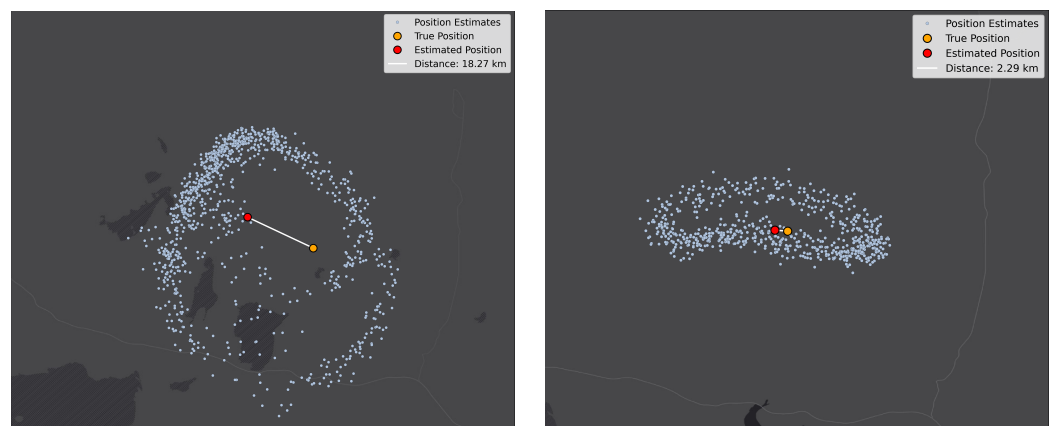 Position Estimates
True Position
Estimated Position
Distance: 18.27 km
Position Estimates
True Position
Estimated Position
Distance: 2.29 km